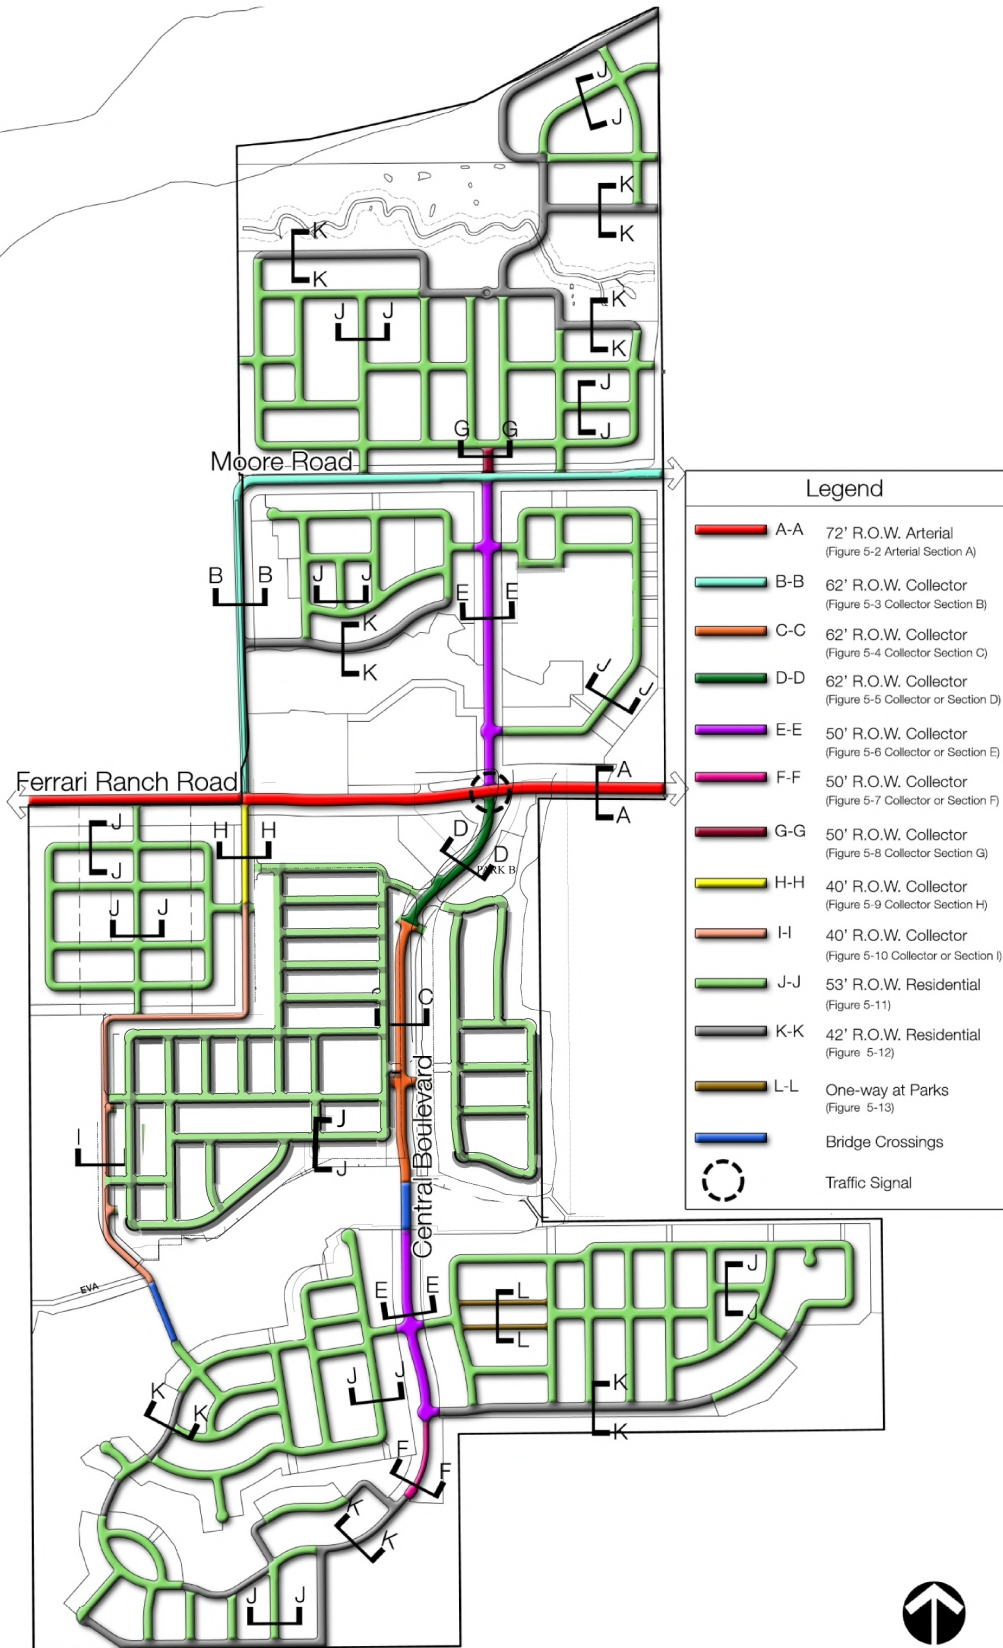 J
J
K
K
K
K
K
J J
K
J
J
G G
Moore Road
B B
J J
E E
K
K
J
J
Ferrari Ranch Road
A
A
J
J
H H
D
D
PARK B
J J
C
Central Boulevard
J
J
I
EVA
E E
L
L
J
J
J J
K
K
K
K
F
F
K
K
J J
Legend
A-A 72' R.O.W. Arterial
(Figure 5-2 Arterial Section A)
B-B 62' R.O.W. Collector
(Figure 5-3 Collector Section B)
C-C 62' R.O.W. Collector
(Figure 5-4 Collector Section C)
D-D 62' R.O.W. Collector
(Figure 5-5 Collector or Section D)
E-E 50' R.O.W. Collector
(Figure 5-6 Collector or Section E)
F-F 50' R.O.W. Collector
(Figure 5-7 Collector or Section F)
G-G 50' R.O.W. Collector
(Figure 5-8 Collector Section G)
H-H 40' R.O.W. Collector
(Figure 5-9 Collector Section H)
I-I 40' R.O.W. Collector
(Figure 5-10 Collector or Section I)
J-J 53' R.O.W. Residential
(Figure 5-11)
K-K 42' R.O.W. Residential
(Figure 5-12)
L-L One-way at Parks
(Figure 5-13)
Bridge Crossings
Traffic Signal